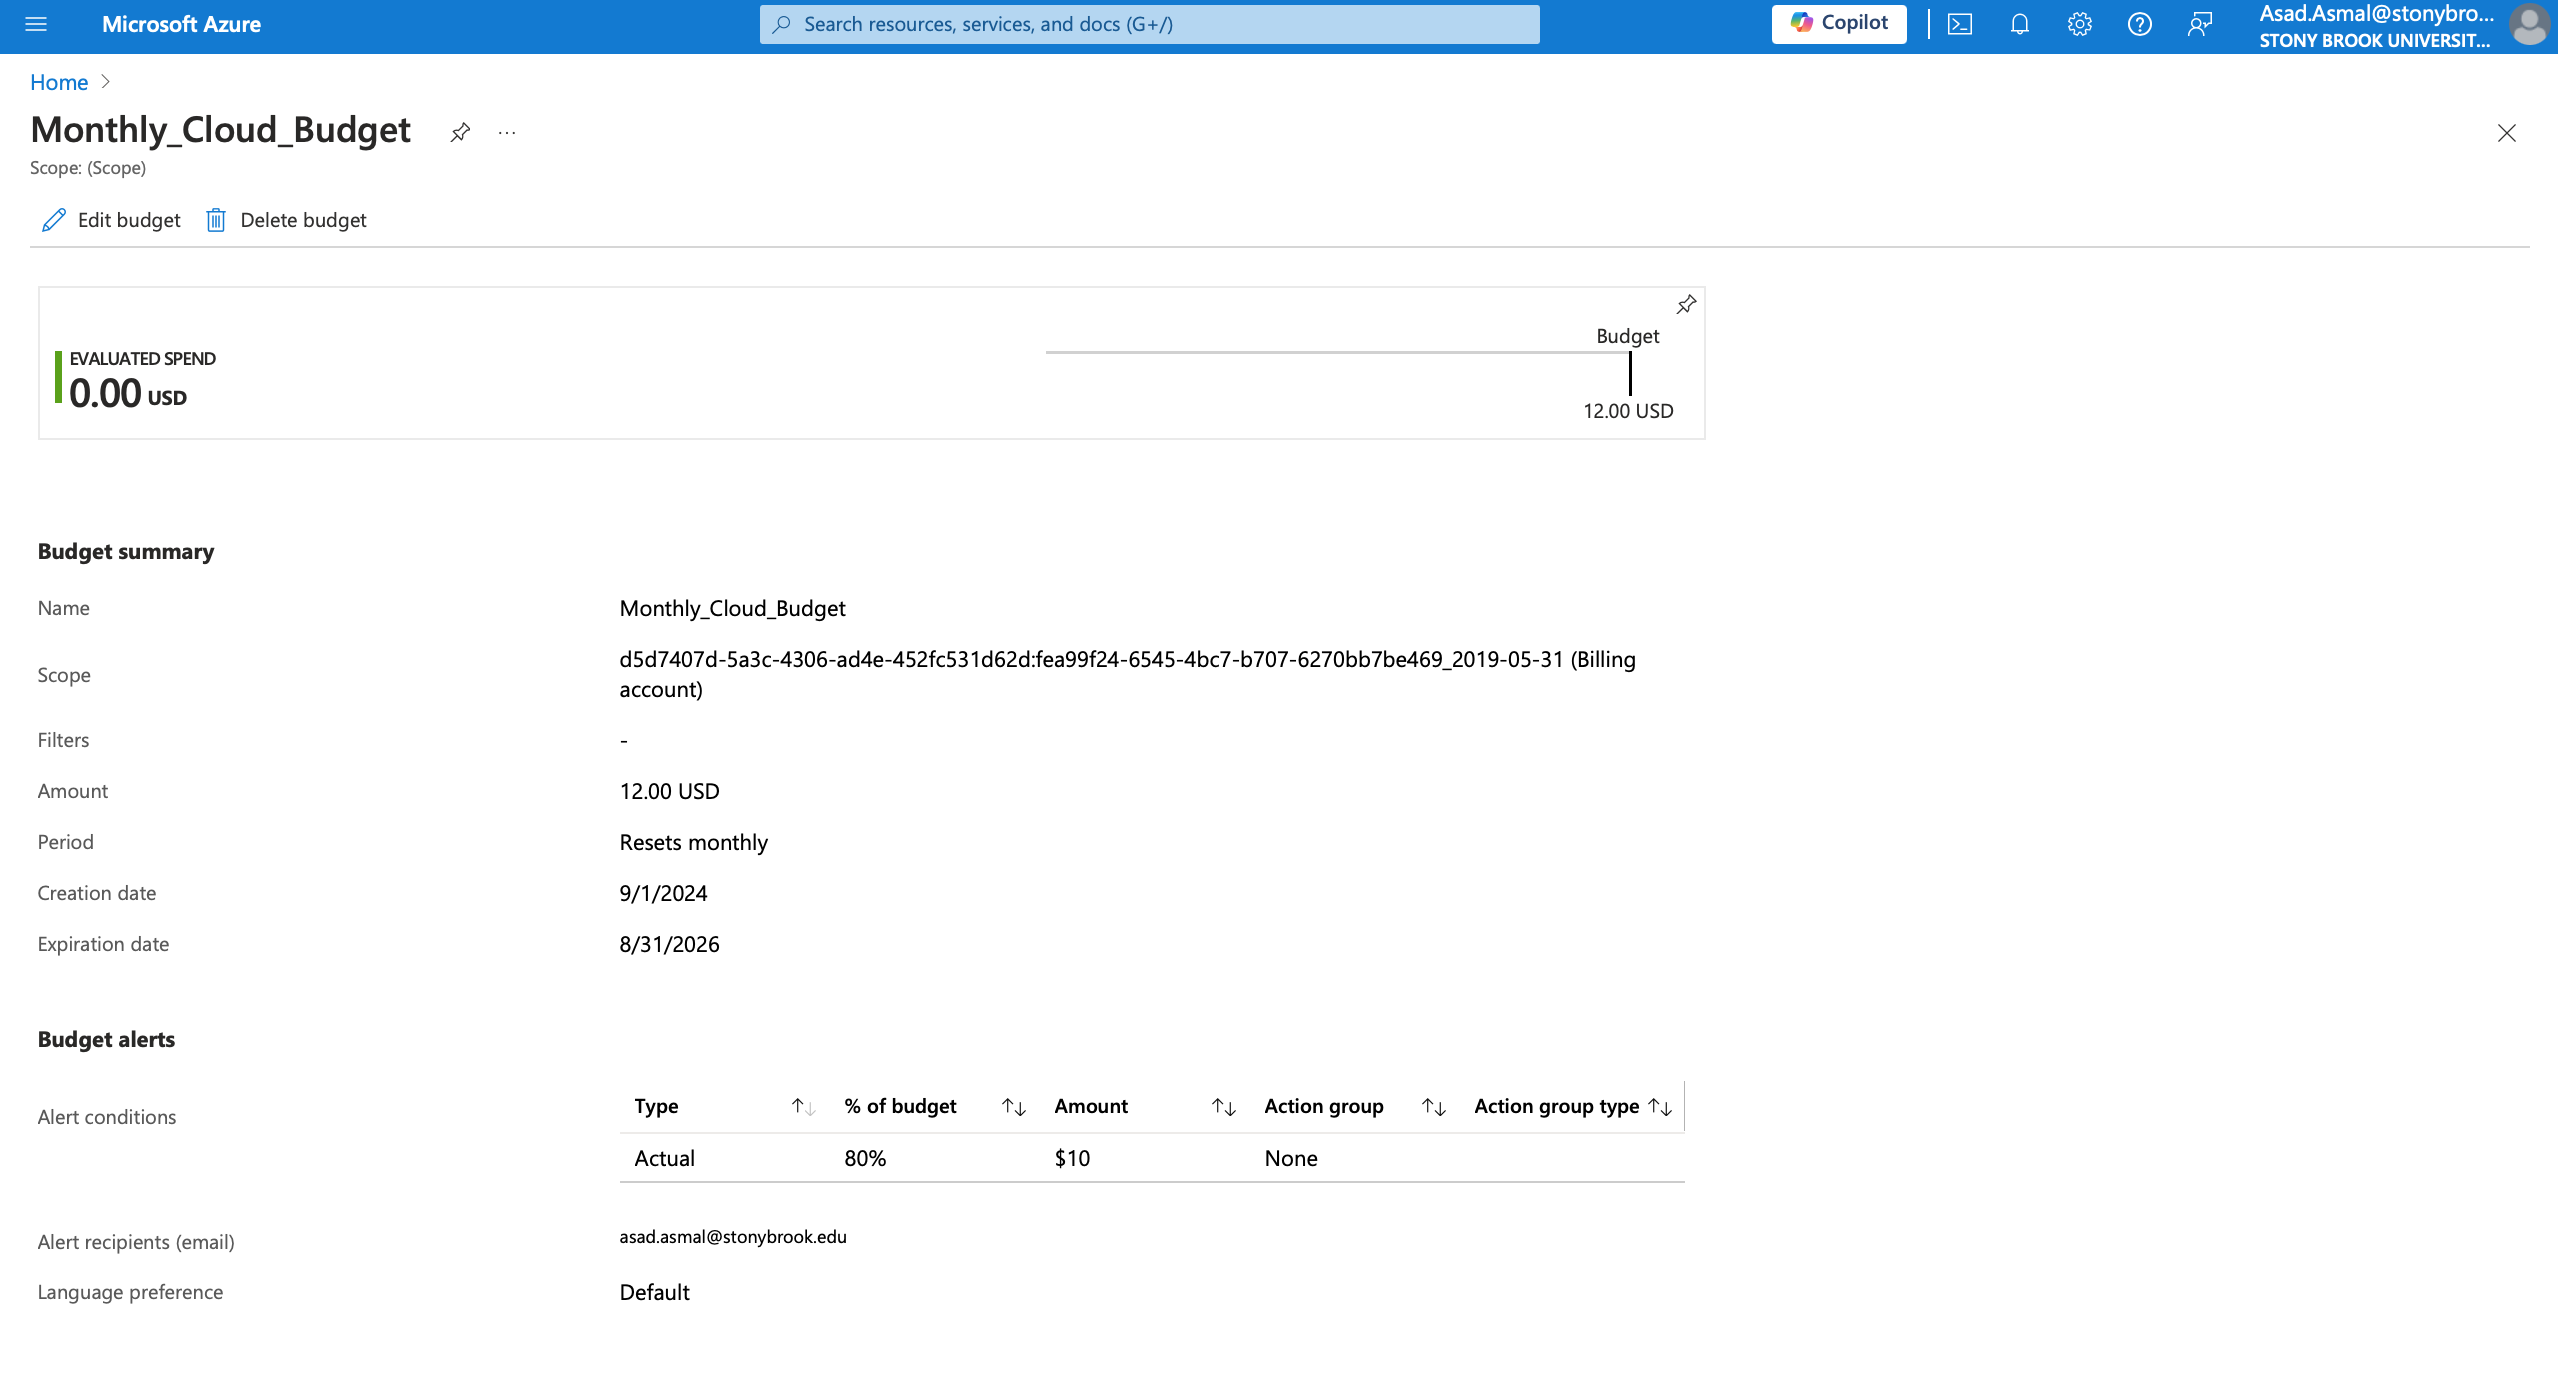 Microsoft Azure
Search resources, services, and docs (G+/)
Copilot
Asad.Asmal@stonybro...
STONY BROOK UNIVERSIT...
Home
Monthly_Cloud_Budget
Scope: (Scope)
Edit budget
Delete budget
EVALUATED SPEND
0.00 USD
Budget
12.00 USD
Budget summary
Name
Monthly_Cloud_Budget
Scope
d5d7407d-5a3c-4306-ad4e-452fc531d62d:fea99f24-6545-4bc7-b707-6270bb7be469_2019-05-31 (Billing
account)
Filters
-
Amount
12.00 USD
Period
Resets monthly
Creation date
9/1/2024
Expiration date
8/31/2026
Budget alerts
Alert conditions
Type % of budget Amount Action group Action group type
Actual 80% $10 None
Alert recipients (email)
asad.asmal@stonybrook.edu
Language preference
Default